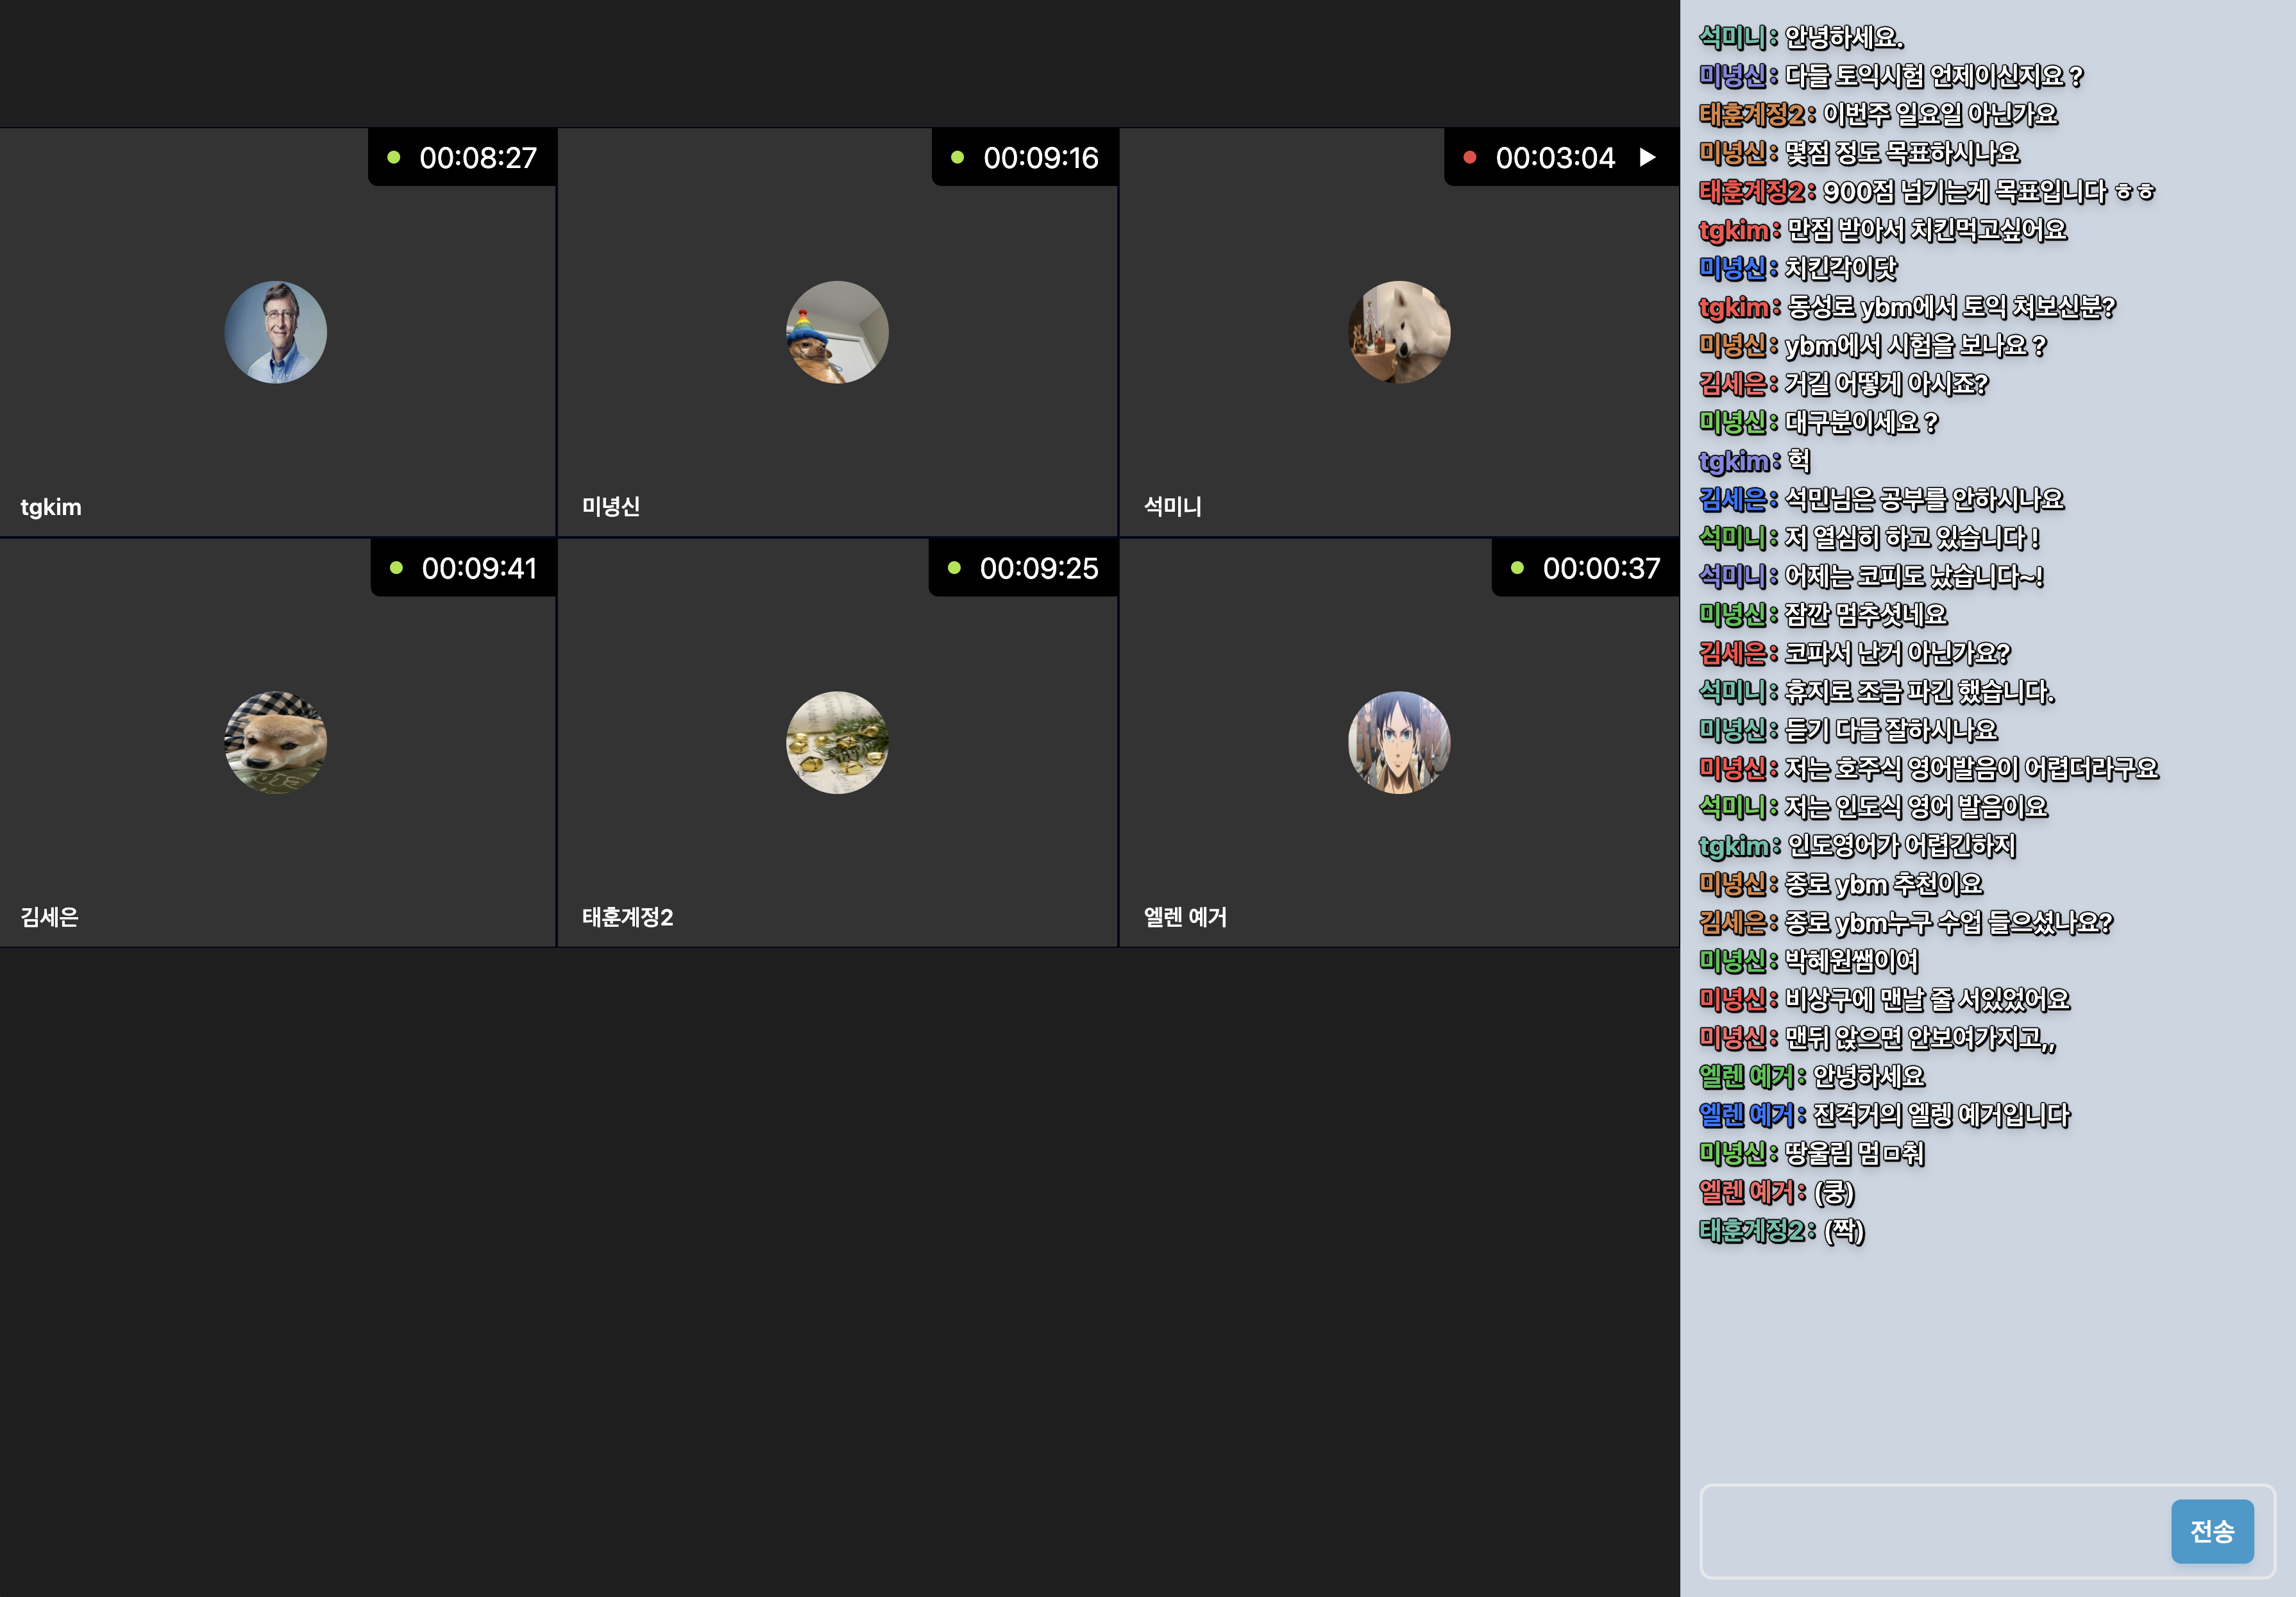 00:08:27
00:09:16
00:03:04
tgkim
미녕신
석미니
00:09:41
00:09:25
00:00:37
김세은
태훈계정2
엘렌 예거
석미니: 안녕하세요.
미녕신: 다들 토익시험 언제이신지요 ?
태훈계정2: 이번주 일요일 아닌가요
미녕신: 몇점 정도 목표하시나요
태훈계정2: 900점 넘기는게 목표입니다 ㅎㅎ
tgkim: 만점 받아서 치킨먹고싶어요
미녕신: 치킨각이닷
tgkim: 동성로 ybm에서 토익 쳐보신분?
미녕신: ybm에서 시험을 보나요 ?
김세은: 거길 어떻게 아시죠?
미녕신: 대구분이세요 ?
tgkim: 헉
김세은: 석민님은 공부를 안하시나요
석미니: 저 열심히 하고 있습니다 !
석미니: 어제는 코피도 났습니다~!
미녕신: 잠깐 멈추셧네요
김세은: 코파서 난거 아닌가요?
석미니: 휴지로 조금 파긴 했습니다.
미녕신: 듣기 다들 잘하시나요
미녕신: 저는 호주식 영어발음이 어렵더라구요
석미니: 저는 인도식 영어 발음이요
tgkim: 인도영어가 어렵긴하지
미녕신: 종로 ybm 추천이요
김세은: 종로 ybm누구 수업 들으셨나요?
미녕신: 박혜원쌤이여
미녕신: 비상구에 맨날 줄 서있었어요
미녕신: 맨뒤 앉으면 안보여가지고,,
엘렌 예거: 안녕하세요
엘렌 예거: 진격거의 엘렝 예거입니다
미녕신: 땅울림 멈ㅁ춰
엘렌 예거: (쿵)
태훈계정2: (짝)
전송